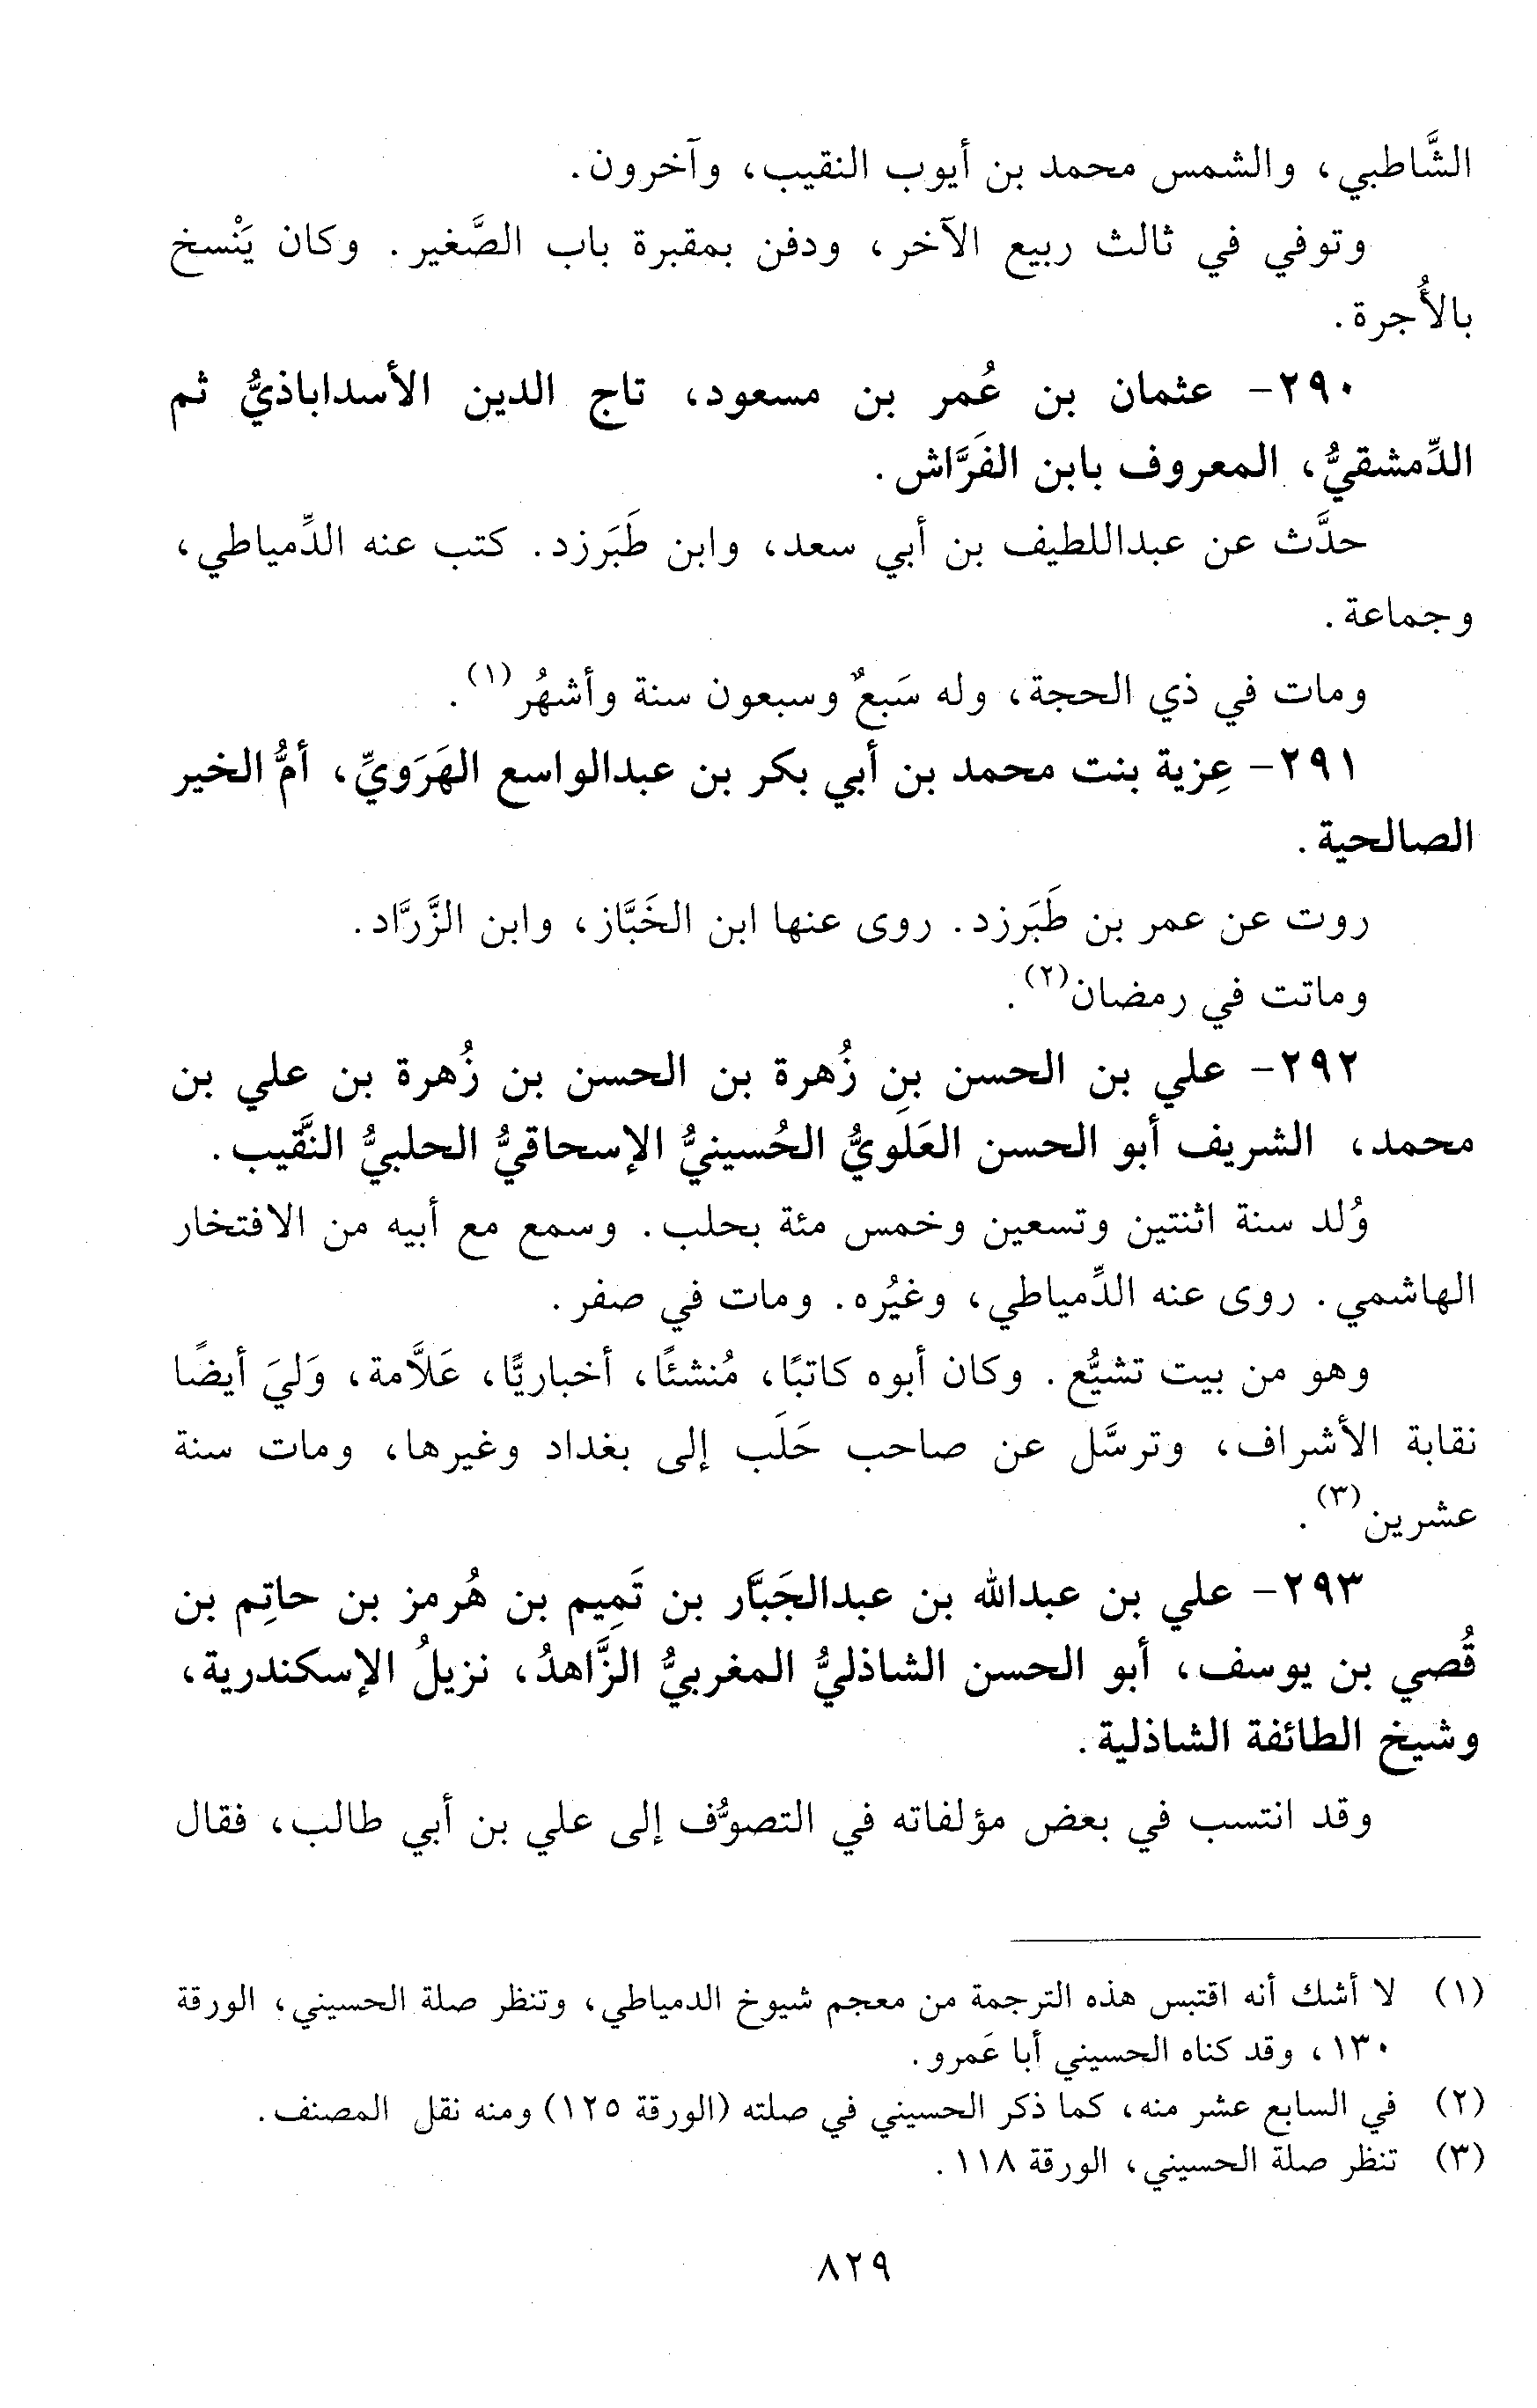 الشَّاطبي، والشمس محمد بن أيوب النقيب، وآخرون.
وتوفي في ثالث ربيع الآخر، ودفن بمقبرة باب الصَّغير. وكان يَنْسخ
بالأُجرة.
٢٩٠- عثمان بن عُمر بن مسعود، تاج الدين الأسداباذيُّ ثم
الدِّمشقيُّ، المعروف بابن الفَرَّاش.
حدَّث عن عبداللطيف بن أبي سعد، وابن طَبَرزد. كتب عنه الدِّمياطي،
وجماعة.
ومات في ذي الحجة، وله سَبعٌ وسبعون سنة وأشهُر(١).
٢٩١- عِزية بنت محمد بن أبي بكر بن عبدالواسع الهَرَويِّ، أمُّ الخير
الصالحية.
روت عن عمر بن طَبَرزد. روى عنها ابن الخَبَّاز، وابن الزَّرَّاد.
وماتت في رمضان(٢).
٢٩٢- علي بن الحسن بنِ زُهرة بن الحسن بن زُهرة بن علي بن
محمد، الشريف أبو الحسن العَلَويُّ الحُسينيُّ الإسحاقيُّ الحلبيُّ النَّقيب.
وُلد سنة اثنتين وتسعين وخمس مئة بحلب. وسمع مع أبيه من الافتخار
الهاشمي. روى عنه الدِّمياطي، وغيُره. ومات في صفر.
وهو من بيت تشيُّع. وكان أبوه كاتبًا، مُنشئًا، أخباريًّا، عَلاَّمة، وَليَ أيضًا
نقابة الأشراف، وترسَّل عن صاحب حَلَب إلى بغداد وغيرها، ومات سنة
عشرين(٣).
٢٩٣- علي بن عبدالله بن عبدالجَبَّار بن تَمِيم بن هُرمز بن حاتِم بن
قُصي بن يوسف، أبو الحسن الشاذليُّ المغربيُّ الزَّاهدُ، نزيلُ الإسكندرية،
وشيخ الطائفة الشاذلية.
وقد انتسب في بعض مؤلفاته في التصوُّف إلى علي بن أبي طالب، فقال
(١) لا أشك أنه اقتبس هذه الترجمة من معجم شيوخ الدمياطي، وتنظر صلة الحسيني، الورقة
١٣٠، وقد كناه الحسيني أبا عَمرو.
(٢) في السابع عشر منه، كما ذكر الحسيني في صلته (الورقة ١٢٥) ومنه نقل المصنف.
(٣) تنظر صلة الحسيني، الورقة ١١٨.
٨٢٩